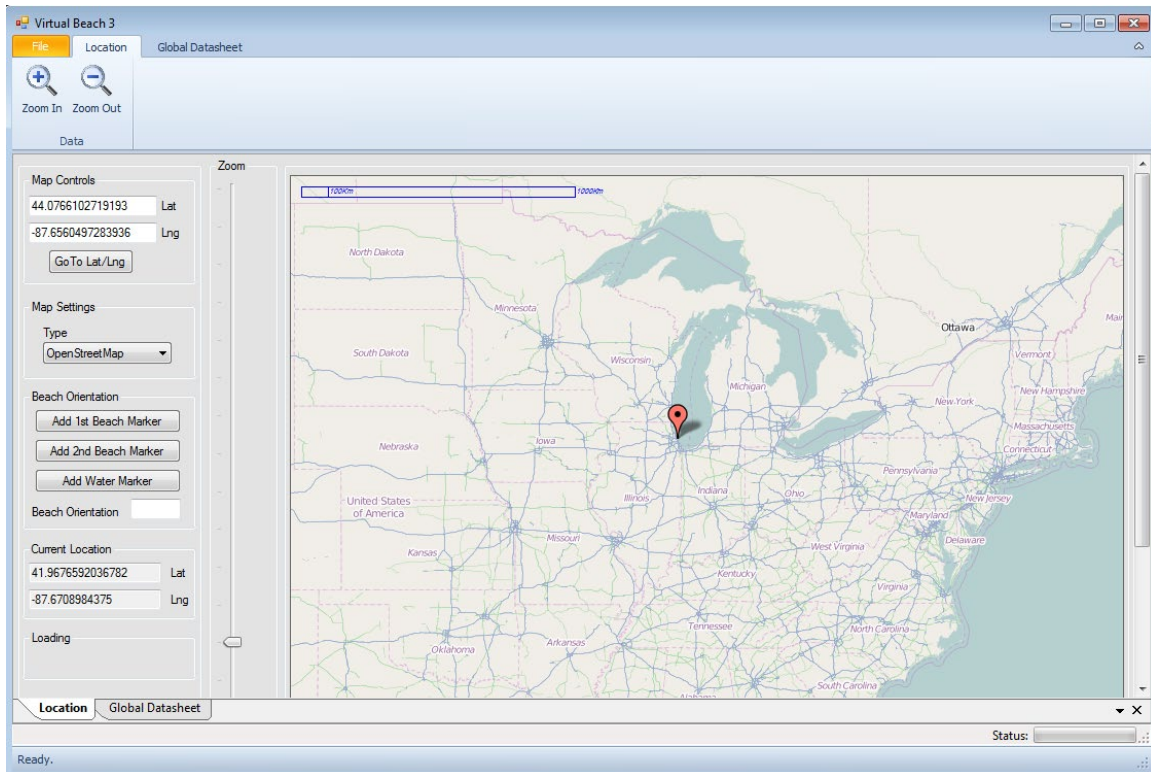 Virtual Beach 3
File Location Global Datasheet
Zoom In Zoom Out
Data
Map Controls
44.0766102719193 Lat
-87.6560497283936 Lng
GoTo Lat/Lng
Map Settings
Type
OpenStreetMap
Beach Orientation
Add 1st Beach Marker
Add 2nd Beach Marker
Add Water Marker
Beach Orientation
Current Location
41.9676592036782 Lat
-87.6708984375 Lng
Loading
Zoom
100Km 1000Km
North Dakota
Minnesota
Ottawa
Mai
South Dakota
Wisconsin
Vermont
Michigan
New Hampshire
New York
Massachusetts
Nebraska
Iowa
Connecticut
Pennsylvania
United States
of America
Illinois
Indiana
Ohio
New Jersey
Maryland
Missouri
West Virginia
Delaware
Kansas
Kentucky
Virginia
Tennessee
North Carolina
Oklahoma
Arkansas
South Carolina
Alabama
Location Global Datasheet
Status:
Ready.